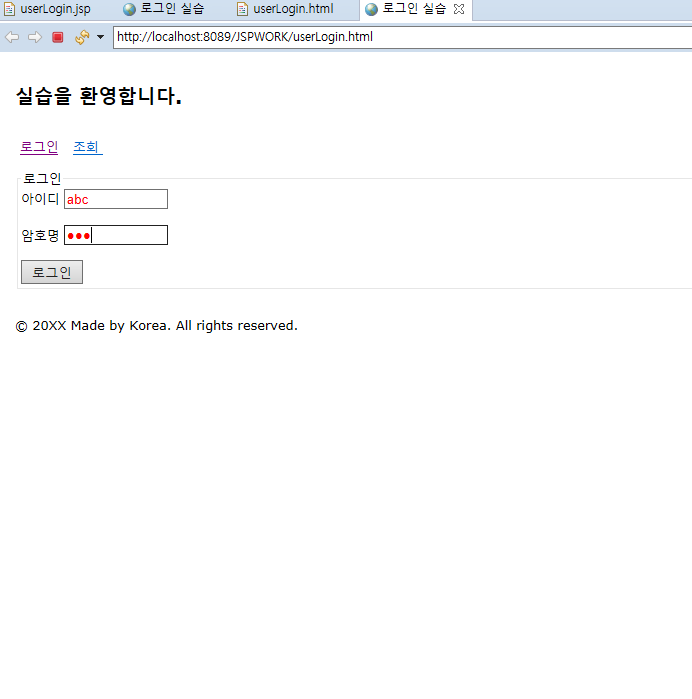 userLogin.jsp 로그인 실습 userLogin.html 로그인 실습
http://localhost:8089/JSPWORK/userLogin.html
실습을 환영합니다.
로그인 조회
로그인
아이디 abc
암호명 ●●●
로그인
© 20XX Made by Korea. All rights reserved.